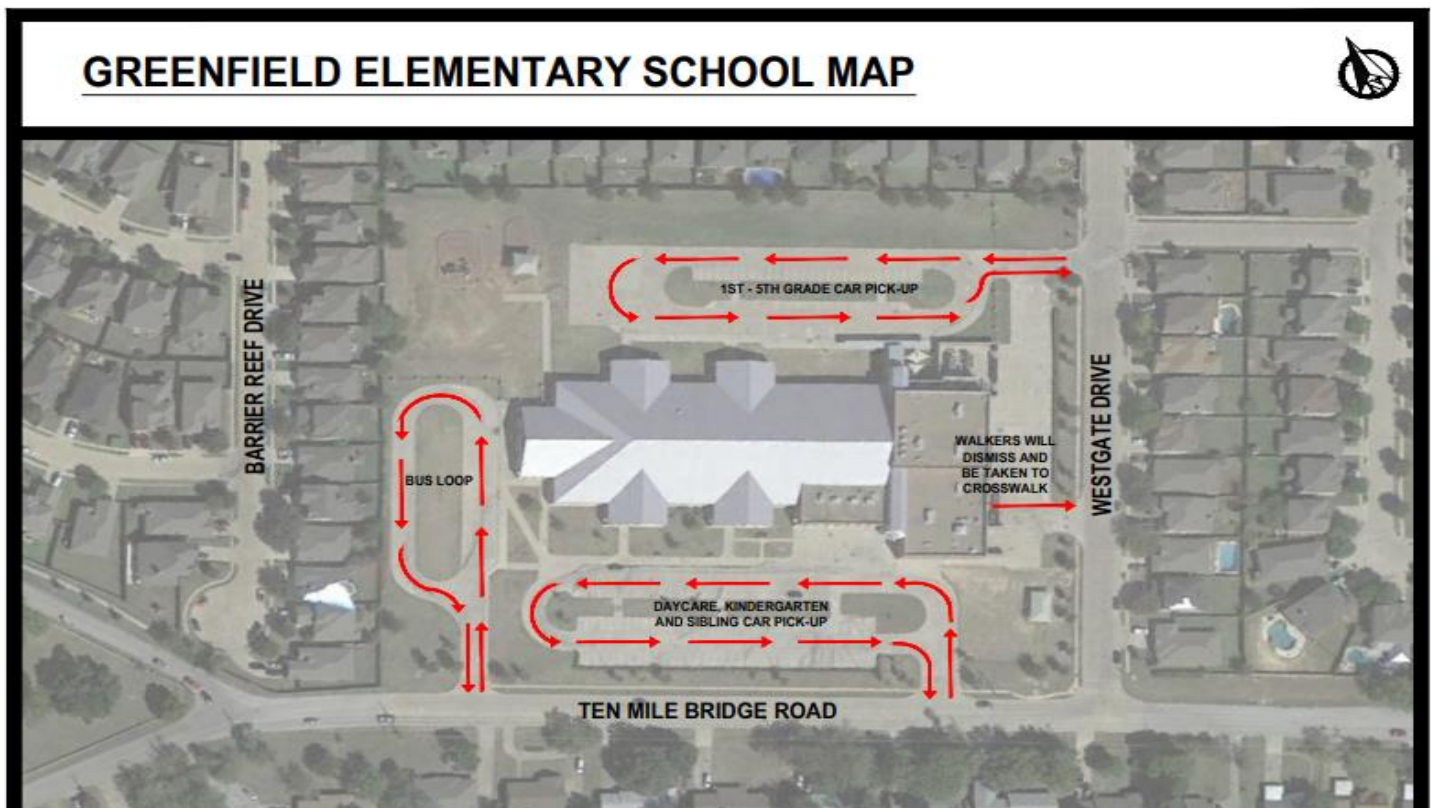 GREENFIELD ELEMENTARY SCHOOL MAP
1ST - 5TH GRADE CAR PICK-UP
BARRIER REEF DRIVE
WESTGATE DRIVE
WALKERS WILL
DISMISS AND
BE TAKEN TO
CROSSWALK
BUS LOOP
DAYCARE, KINDERGARTEN
AND SIBLING CAR PICK-UP
TEN MILE BRIDGE ROAD